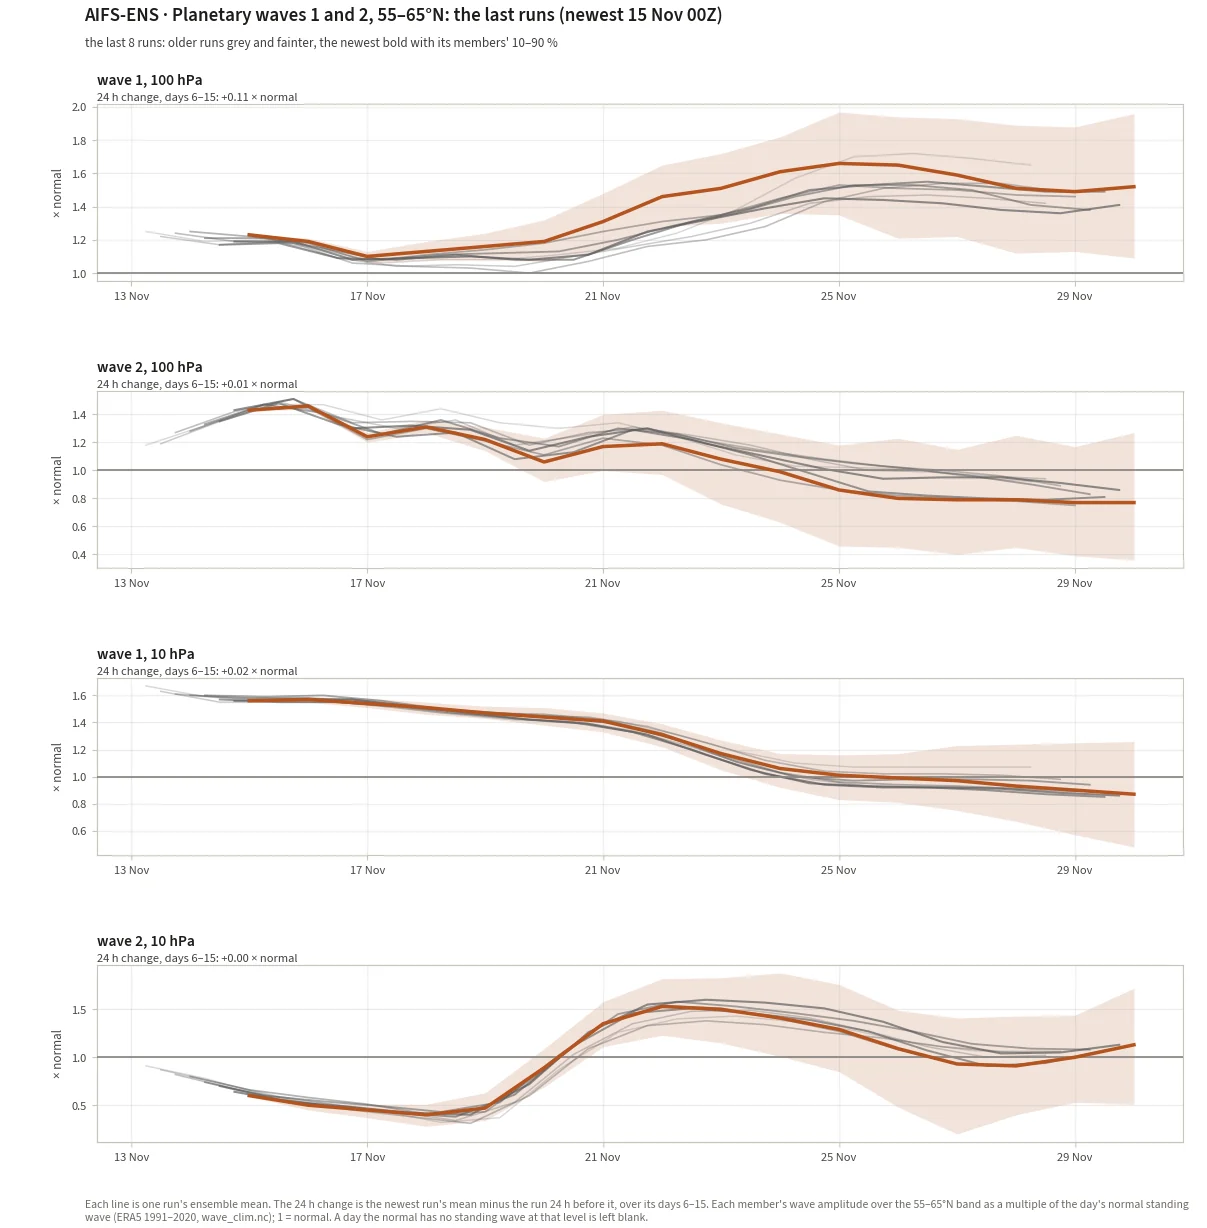 AIFS-ENS · Planetary waves 1 and 2, 55–65°N: the last runs (newest 15 Nov 00Z)
the last 8 runs: older runs grey and fainter, the newest bold with its members' 10–90 %
wave 1, 100 hPa
24 h change, days 6–15: +0.11 × normal
2.0
1.8
1.6
1.4
1.2
1.0
× normal
13 Nov 17 Nov 21 Nov 25 Nov 29 Nov
wave 2, 100 hPa
24 h change, days 6–15: +0.01 × normal
1.4
1.2
1.0
0.8
0.6
0.4
× normal
13 Nov 17 Nov 21 Nov 25 Nov 29 Nov
wave 1, 10 hPa
24 h change, days 6–15: +0.02 × normal
1.6
1.4
1.2
1.0
0.8
0.6
× normal
13 Nov 17 Nov 21 Nov 25 Nov 29 Nov
wave 2, 10 hPa
24 h change, days 6–15: +0.00 × normal
1.5
1.0
0.5
× normal
13 Nov 17 Nov 21 Nov 25 Nov 29 Nov
Each line is one run's ensemble mean. The 24 h change is the newest run's mean minus the run 24 h before it, over its days 6–15. Each member's wave amplitude over the 55–65°N band as a multiple of the day's normal standing
wave (ERA5 1991–2020, wave_clim.nc); 1 = normal. A day the normal has no standing wave at that level is left blank.